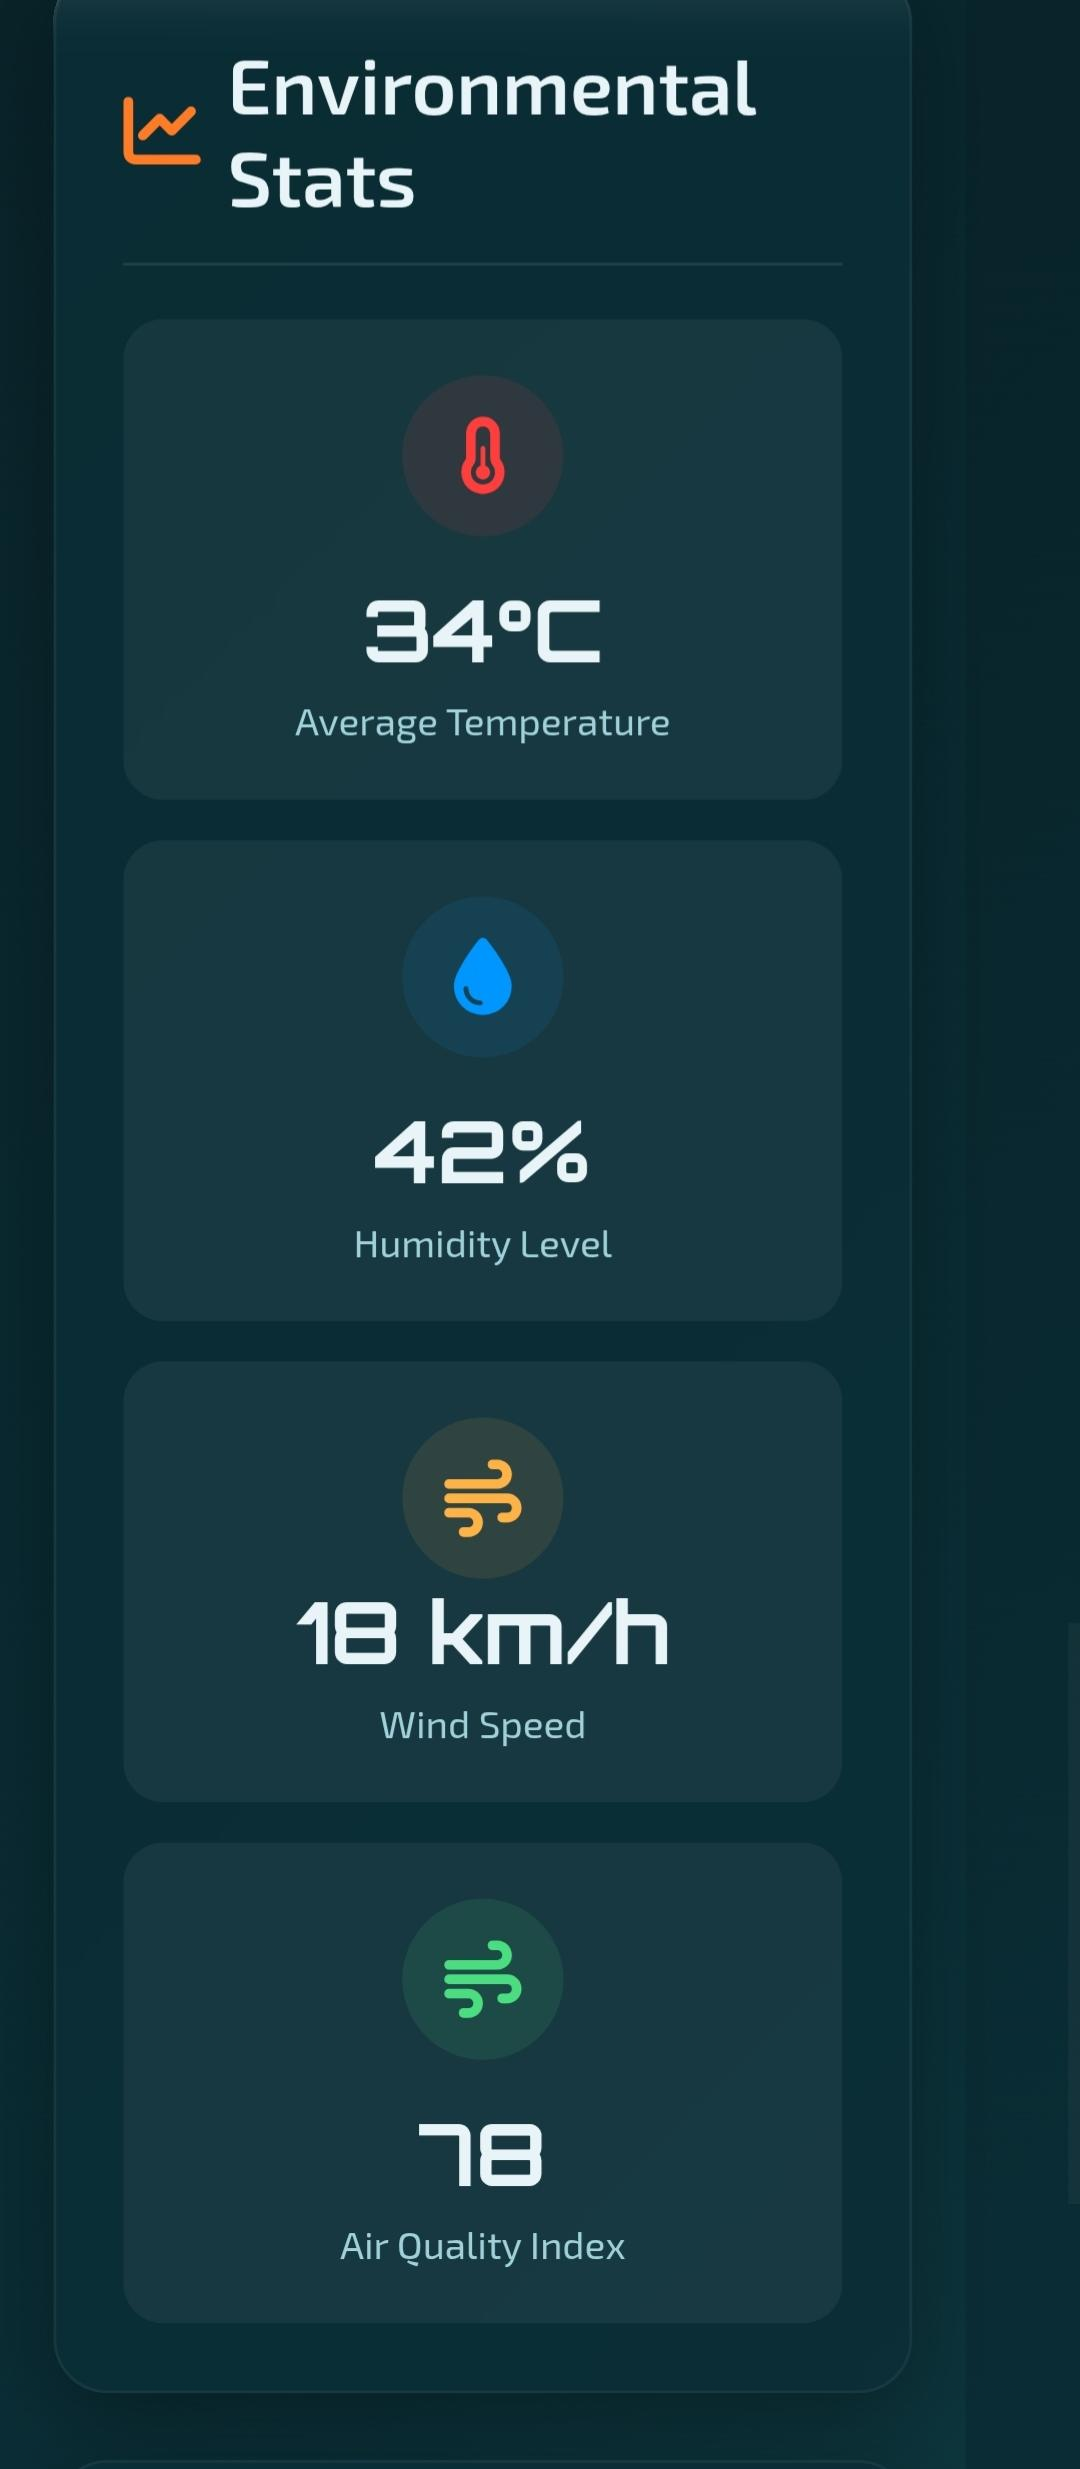 Environmental
Stats
34°C
Average Temperature
42%
Humidity Level
18 km/h
Wind Speed
78
Air Quality Index